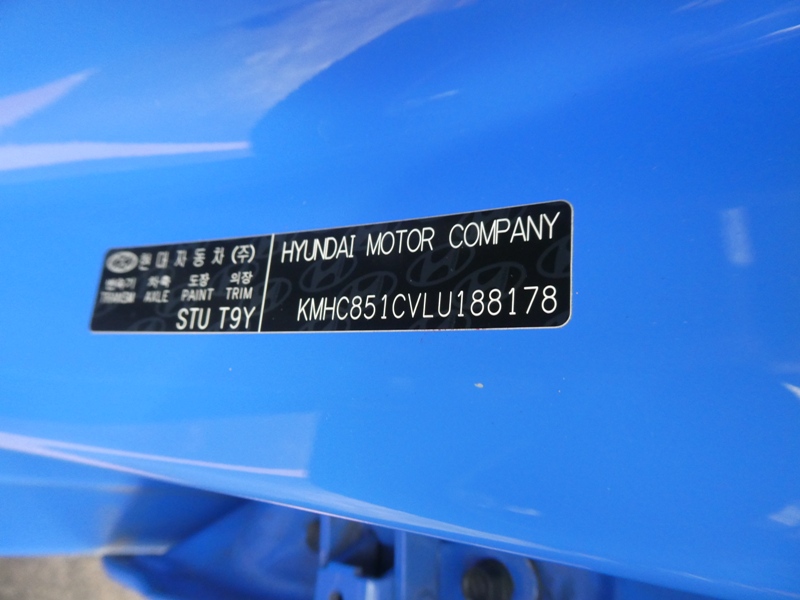 현대자동차(주)
변속기 차축 도장 외장
TRANSM AXLE PAINT TRIM
STU T9Y
HYUNDAI MOTOR COMPANY
KMHC851CVLU188178